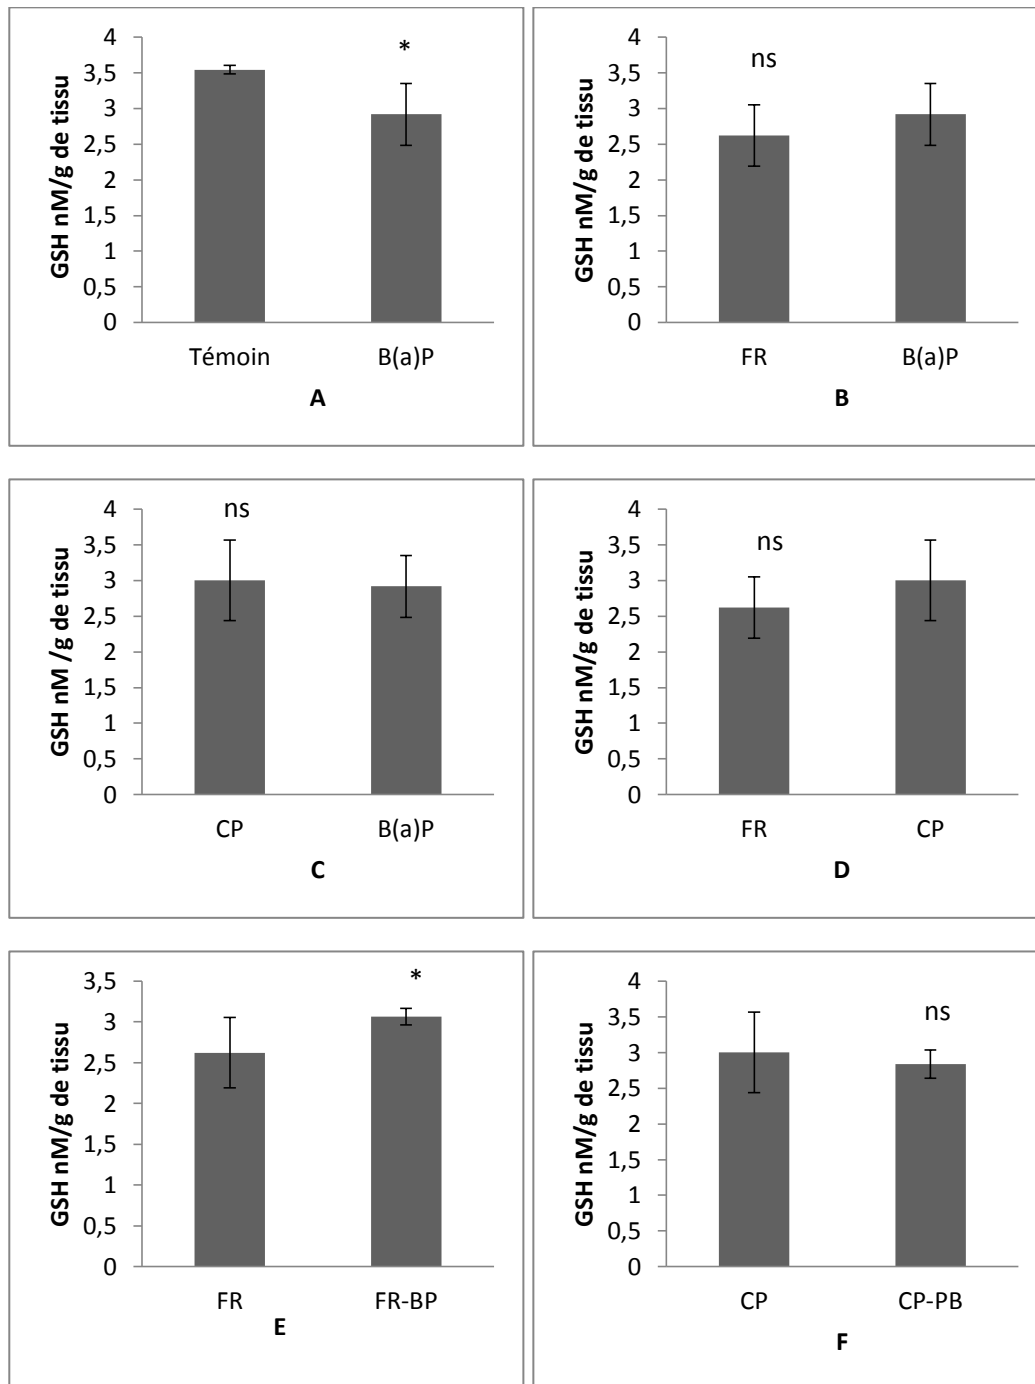 GSH nM/g de tissu
4
3,5
3
2,5
2
1,5
1
0,5
0
*
Témoin
B(a)P
A
GSH nM/g de tissu
4
3,5
3
2,5
2
1,5
1
0,5
0
ns
FR
B(a)P
B
GSH nM /g de tissu
4
3,5
3
2,5
2
1,5
1
0,5
0
ns
CP
B(a)P
C
GSH nM/g de tissu
4
3,5
3
2,5
2
1,5
1
0,5
0
ns
FR
CP
D
GSH nM/g de tissu
3,5
3
2,5
2
1,5
1
0,5
0
*
FR
FR-BP
E
GSH nM/g de tissu
4
3,5
3
2,5
2
1,5
1
0,5
0
ns
CP
CP-PB
F